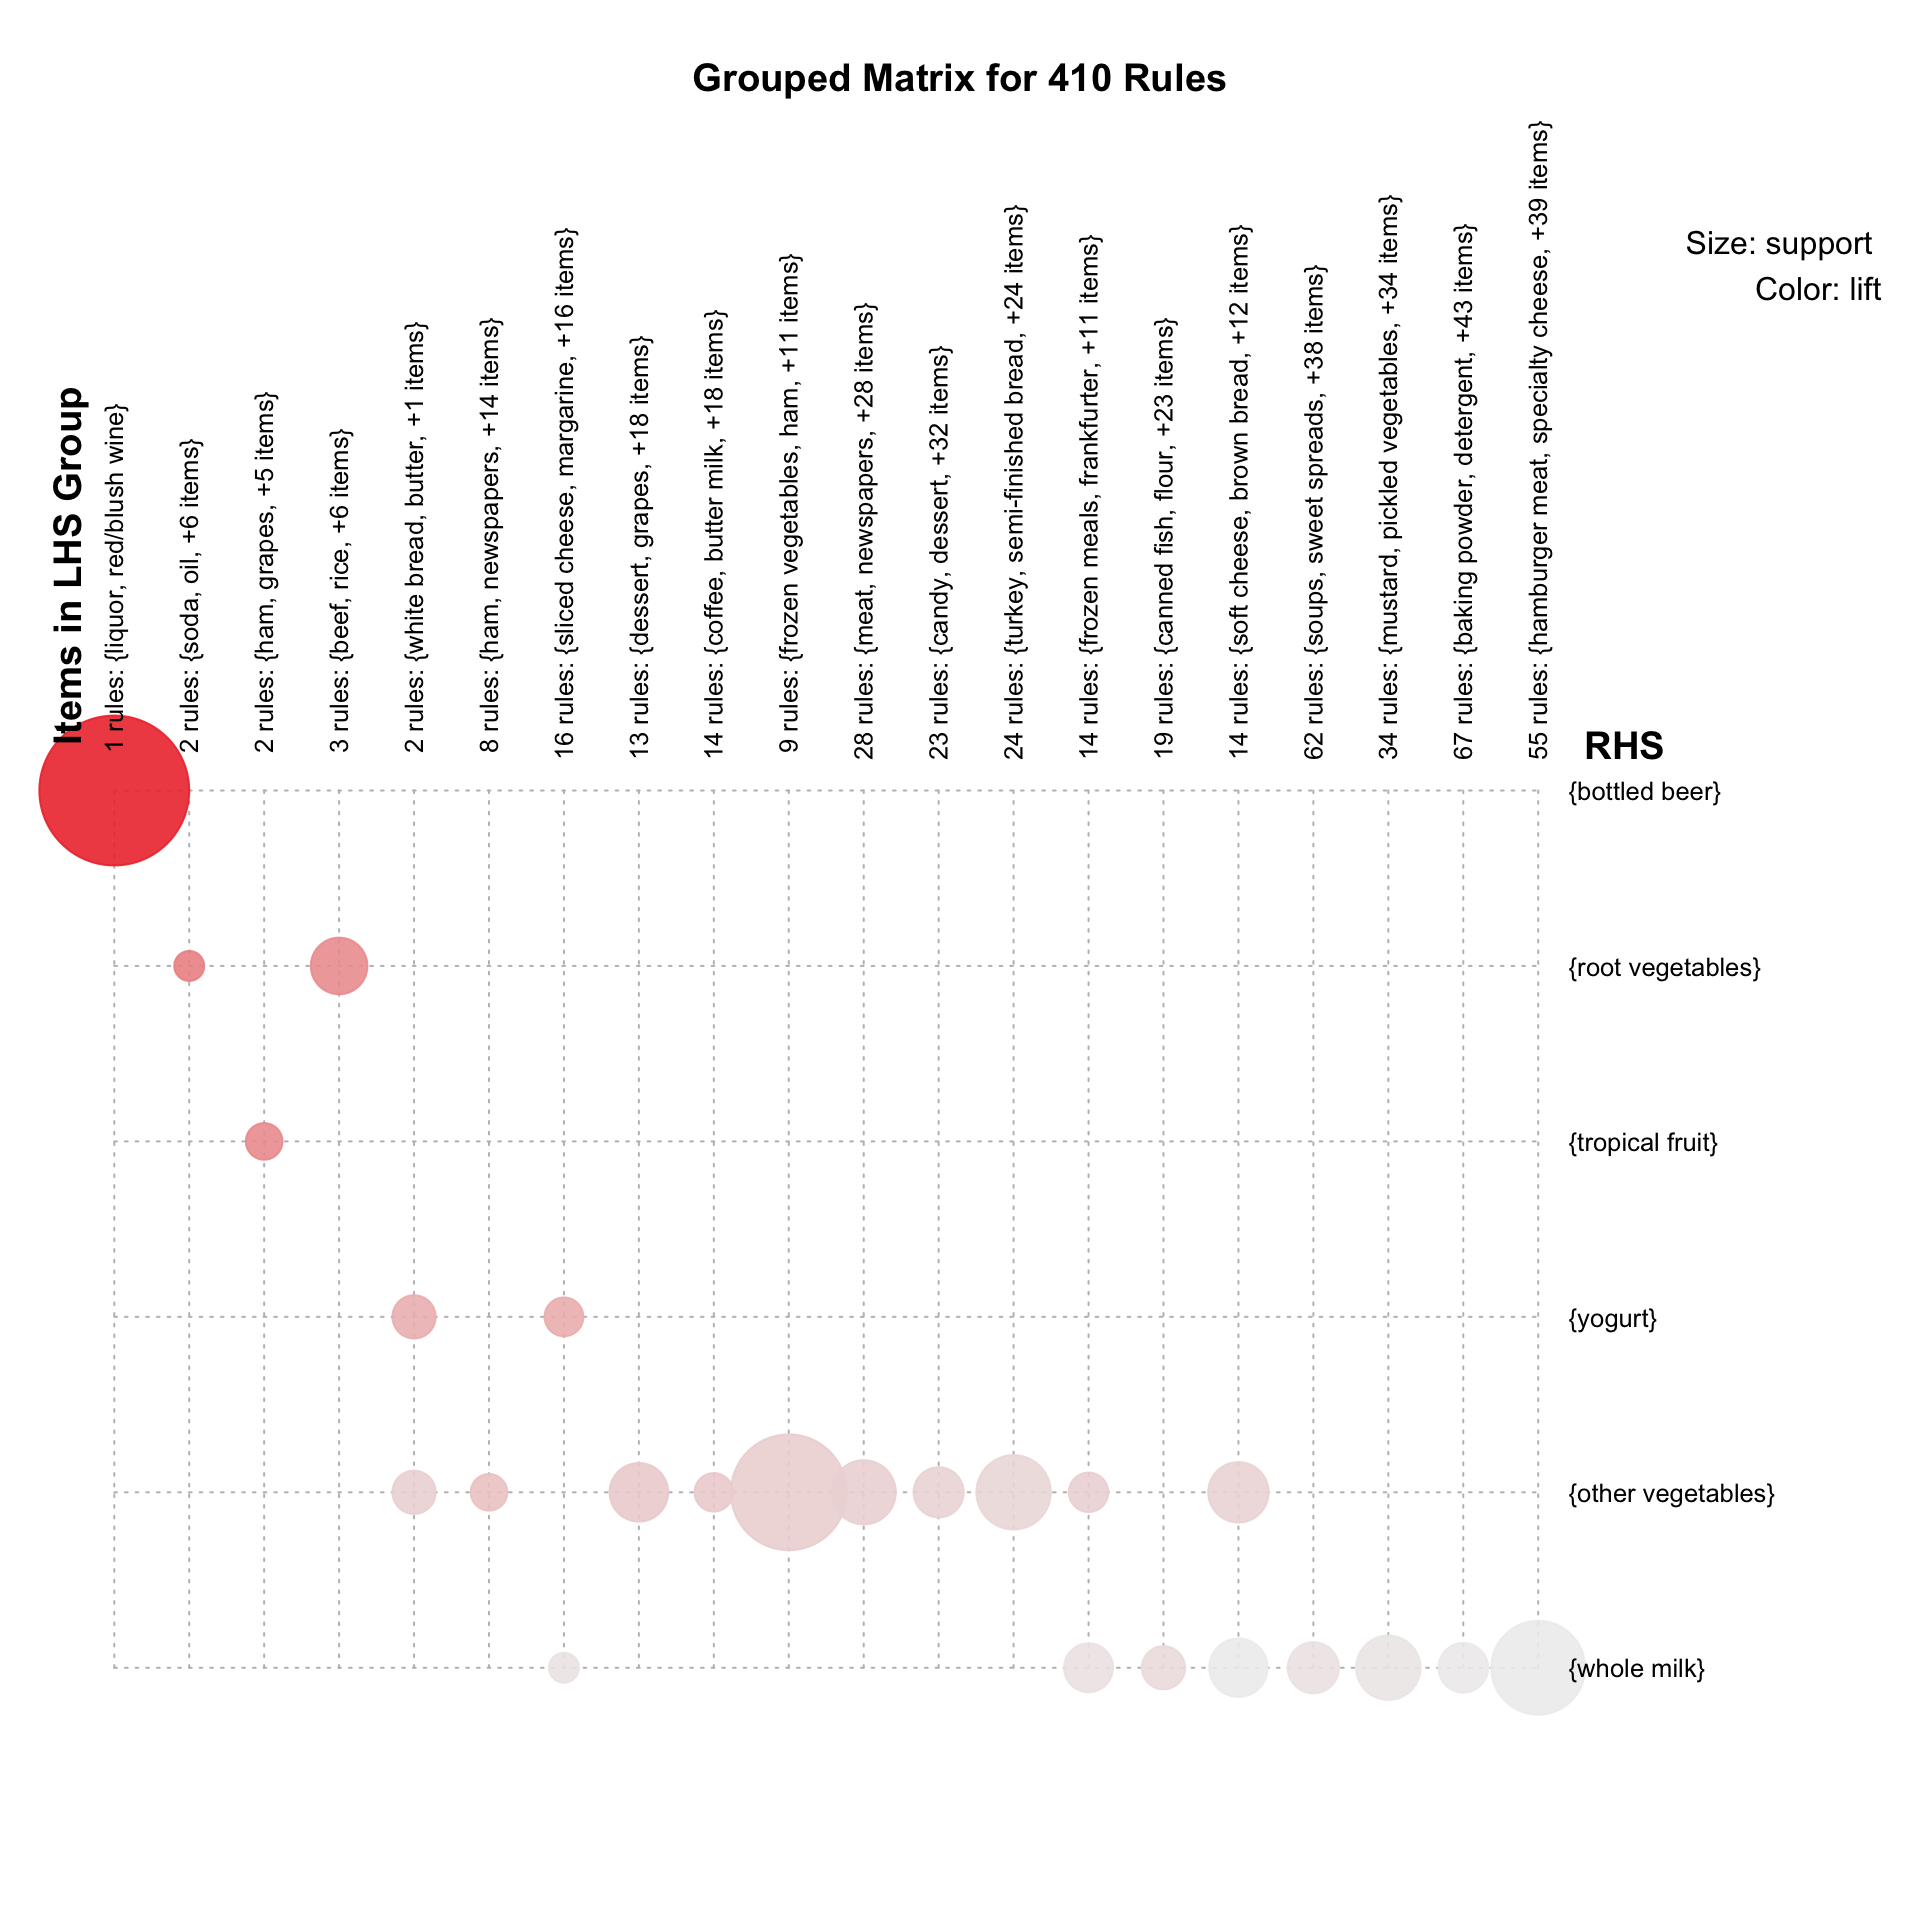 Grouped Matrix for 410 Rules
Size: support
Color: lift
Items in LHS Group
1 rules: {liquor, red/blush wine}
2 rules: {soda, oil, +6 items}
2 rules: {ham, grapes, +5 items}
3 rules: {beef, rice, +6 items}
2 rules: {white bread, butter, +1 items}
8 rules: {ham, newspapers, +14 items}
16 rules: {sliced cheese, margarine, +16 items}
13 rules: {dessert, grapes, +18 items}
14 rules: {coffee, butter milk, +18 items}
9 rules: {frozen vegetables, ham, +11 items}
28 rules: {meat, newspapers, +28 items}
23 rules: {candy, dessert, +32 items}
24 rules: {turkey, semi-finished bread, +24 items}
14 rules: {frozen meals, frankfurter, +11 items}
19 rules: {canned fish, flour, +23 items}
14 rules: {soft cheese, brown bread, +12 items}
62 rules: {soups, sweet spreads, +38 items}
34 rules: {mustard, pickled vegetables, +34 items}
67 rules: {baking powder, detergent, +43 items}
55 rules: {hamburger meat, specialty cheese, +39 items}
RHS
{bottled beer}
{root vegetables}
{tropical fruit}
{yogurt}
{other vegetables}
{whole milk}